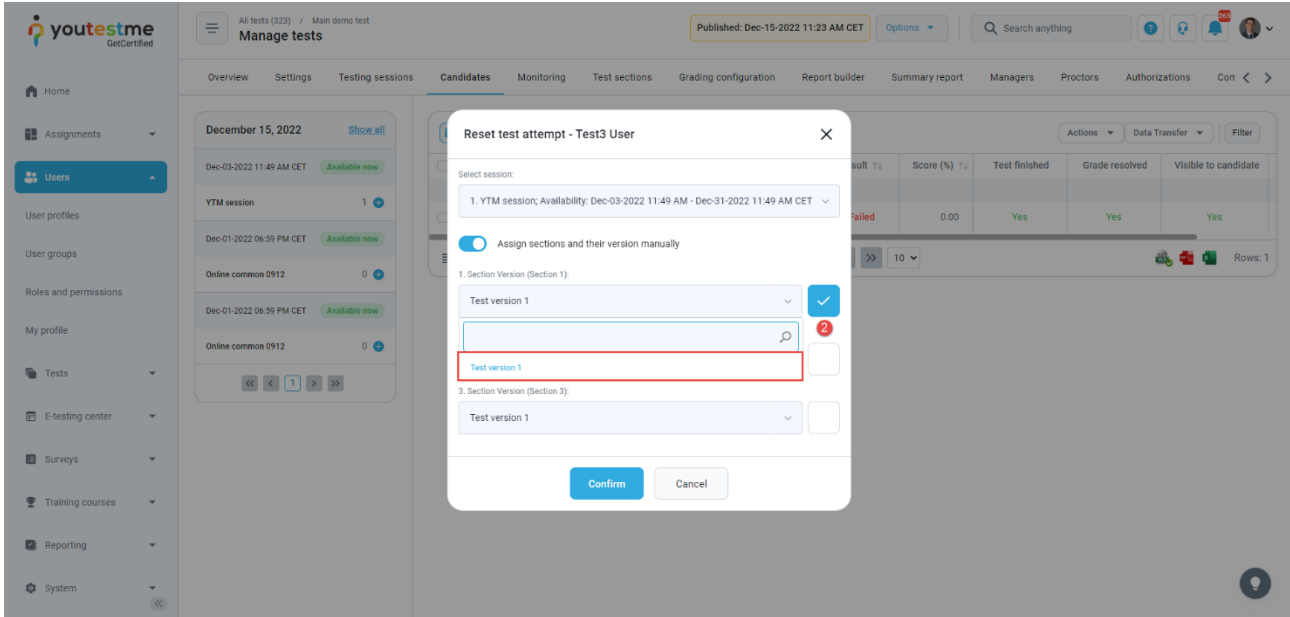 youtestme
GetCertified
All tests (323) / Main demo test
Manage tests
Published: Dec-15-2022 11:23 AM CET
Options
Search anything
?
263
Home
Assignments
Users
User profiles
User groups
Roles and permissions
My profile
Tests
E-testing center
Surveys
Training courses
Reporting
System
Overview Settings Testing sessions Candidates Monitoring Test sections Grading configuration Report builder Summary report Managers Proctors Authorizations
December 15, 2022 Show all
Dec-03-2022 11:49 AM CET Available now
YTM session 1
Dec-01-2022 06:59 PM CET Available now
Online common 0912 0
Dec-01-2022 06:59 PM CET Available now
Online common 0912 0
1
Actions Data Transfer Filter
Score (%) Test finished Grade resolved Visible to candidate
Failed 0.00 Yes Yes Yes
10 Rows: 1
Reset test attempt - Test3 User
Select session:
1. YTM session; Availability: Dec-03-2022 11:49 AM - Dec-31-2022 11:49 AM CET
Assign sections and their version manually
1. Section Version (Section 1):
Test version 1
2
Test version 1
3. Section Version (Section 3):
Test version 1
Confirm Cancel